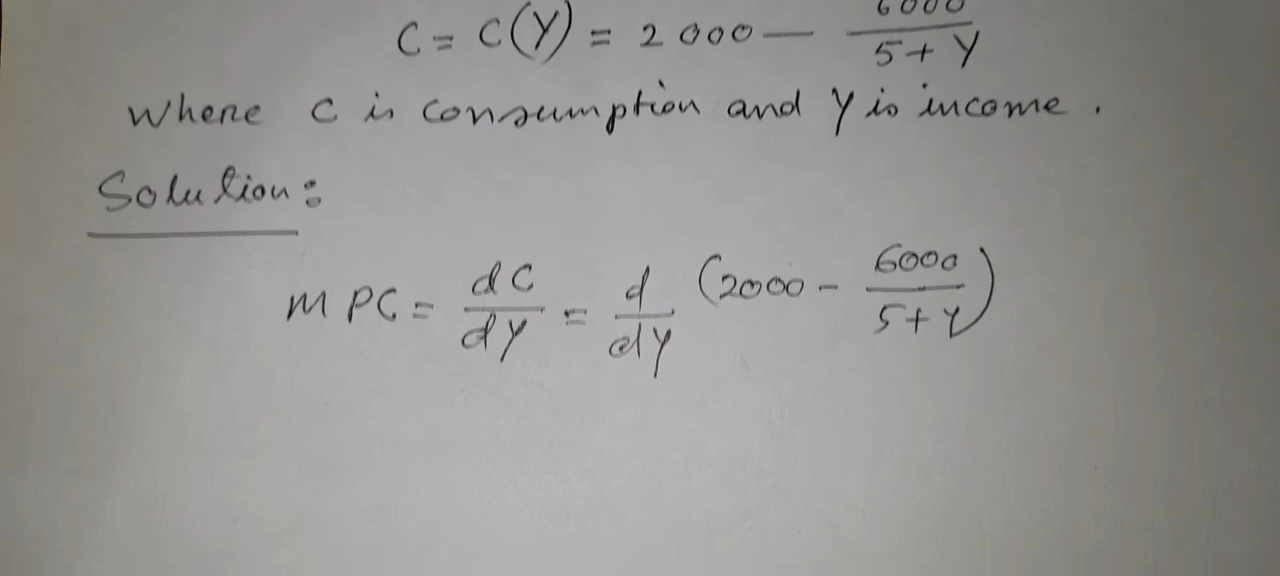 C = C(Y) = 2000 — 6000 / 5 + Y
Where C is consumption and Y is income.
Solution:
MPC = dC/dY = d/dY (2000 - 6000 / 5 + Y)